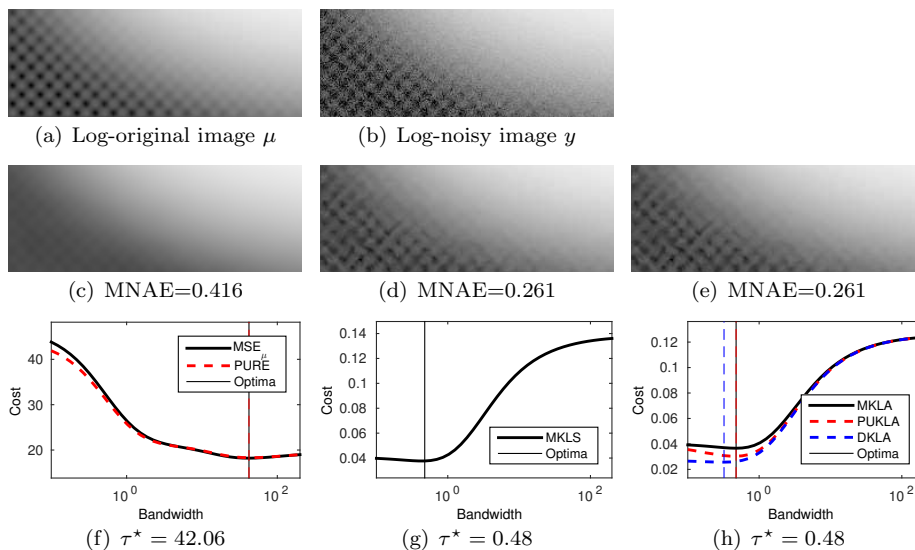 (a) Log-original image μ
(b) Log-noisy image y
(c) MNAE=0.416
(d) MNAE=0.261
(e) MNAE=0.261
40
30
20
Cost
MSE_μ
PURE
Optima
10^0
10^2
Bandwidth
(f) τ* = 42.06
0.14
0.12
0.1
0.08
0.06
0.04
Cost
MKLS
Optima
10^0
10^2
Bandwidth
(g) τ* = 0.48
0.12
0.1
0.08
0.06
0.04
0.02
Cost
MKLA
PUKLA
DKLA
Optima
10^0
10^2
Bandwidth
(h) τ* = 0.48